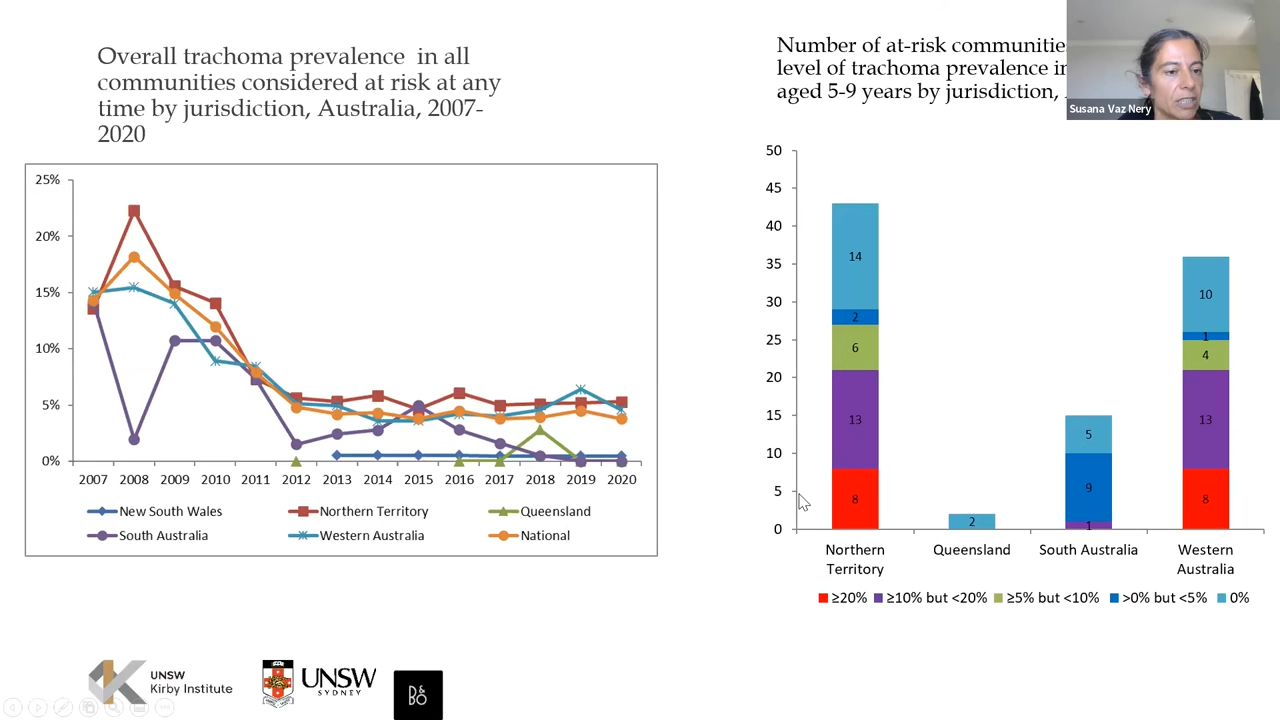 Overall trachoma prevalence in all
communities considered at risk at any
time by jurisdiction, Australia, 2007-
2020
25%
20%
15%
10%
5%
0%
2007 2008 2009 2010 2011 2012 2013 2014 2015 2016 2017 2018 2019 2020
New South Wales Northern Territory Queensland
South Australia Western Australia National
Number of at-risk communities
level of trachoma prevalence in
aged 5-9 years by jurisdiction,
Susana Vaz Nery
50
45
40
35
30
25
20
15
10
5
0
14
2
6
13
8
2
5
9
1
10
1
4
13
8
Northern Territory
Queensland
South Australia
Western Australia
≥20% ≥10% but <20% ≥5% but <10% >0% but <5% 0%
UNSW
Kirby Institute
UNSW
SYDNEY
B&O